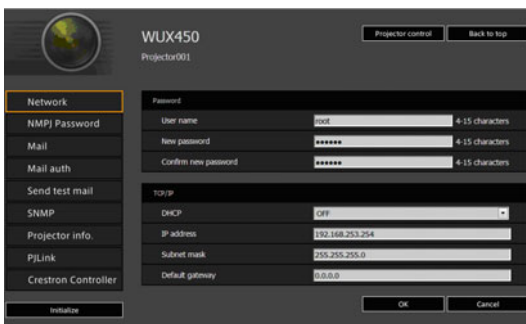 WUX450
Projector001
Projector control
Back to top
Network
NMPJ Password
Mail
Mail auth
Send test mail
SNMP
Projector info.
PJLink
Crestron Controller
Initialize
Password
User name root 4-15 characters
New password •••••• 4-15 characters
Confirm new password •••••• 4-15 characters
TCP/IP
DHCP OFF
IP address 192.168.253.254
Subnet mask 255.255.255.0
Default gateway 0.0.0.0
OK
Cancel